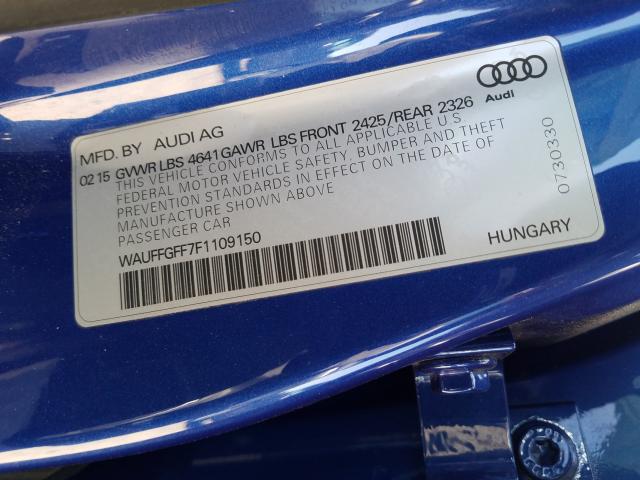 MFD. BY AUDI AG
Audi
02 15 GVWR LBS 4641 GAWR LBS FRONT 2425/REAR 2326
THIS VEHICLE CONFORMS TO ALL APPLICABLE U.S.
FEDERAL MOTOR VEHICLE SAFETY, BUMPER AND THEFT
PREVENTION STANDARDS IN EFFECT ON THE DATE OF
MANUFACTURE SHOWN ABOVE
PASSENGER CAR
WAUFFGFF7F1109150
HUNGARY
0730330